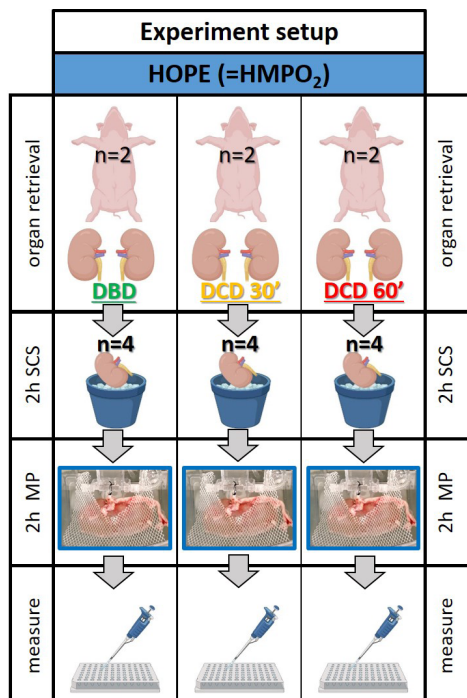 Experiment setup
HOPE (=HMPO₂)
organ retrieval
n=2
n=2
n=2
organ retrieval
DBD
DCD 30'
DCD 60'
2h SCS
n=4
n=4
n=4
2h SCS
2h MP
2h MP
measure
measure